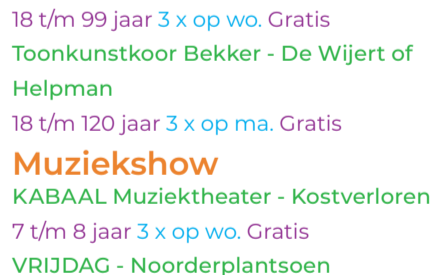 18 t/m 99 jaar 3 x op wo. Gratis
Toonkunstkoor Bekker - De Wijert of
Helpman
18 t/m 120 jaar 3 x op ma. Gratis
Muziekshow
KABAAL Muziektheater - Kostverloren
7 t/m 8 jaar 3 x op wo. Gratis
VRIJDAG - Noorderplantsoen